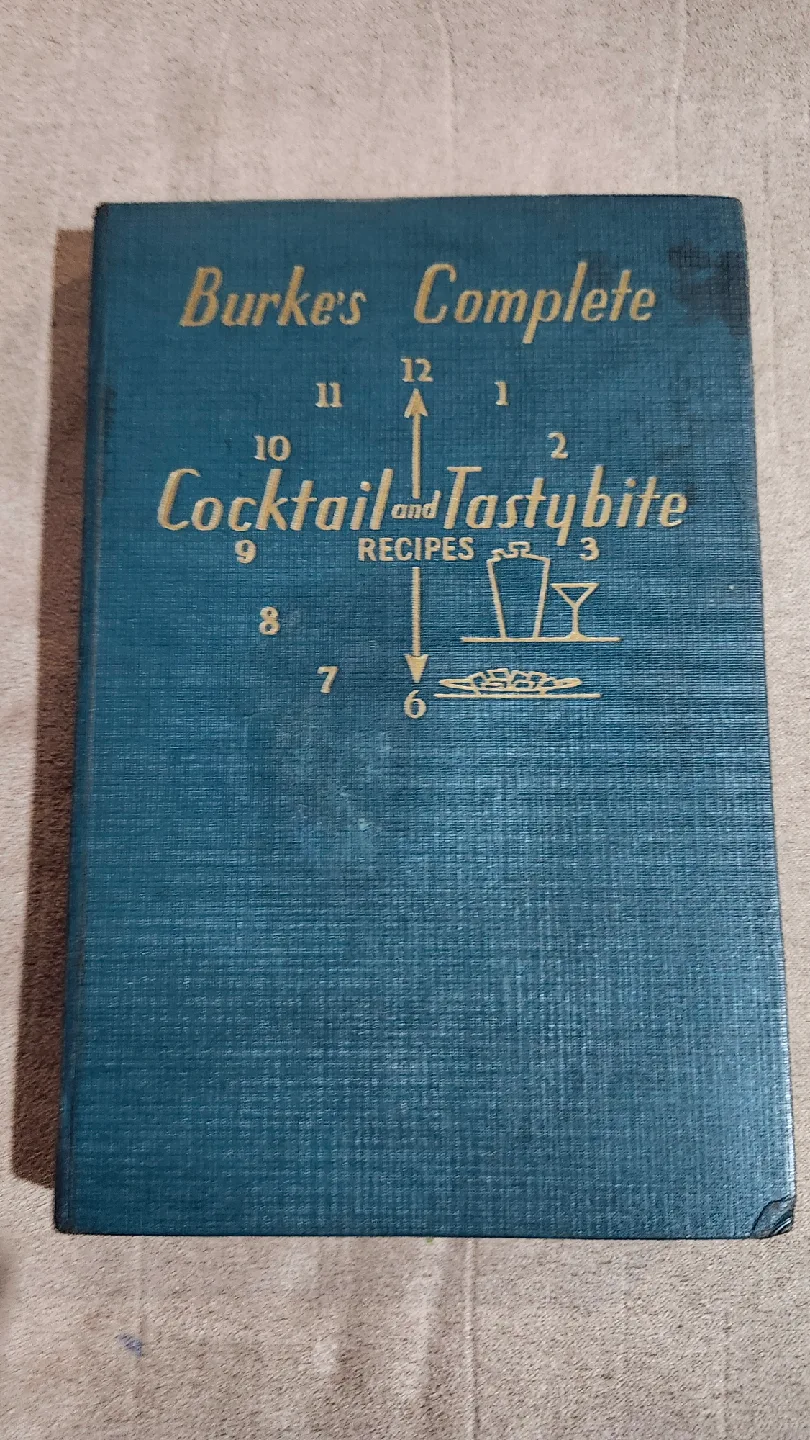 Burke's Complete
12
11 1
10 2
Cocktail and Tastybite
9 RECIPES 3
8
7
6